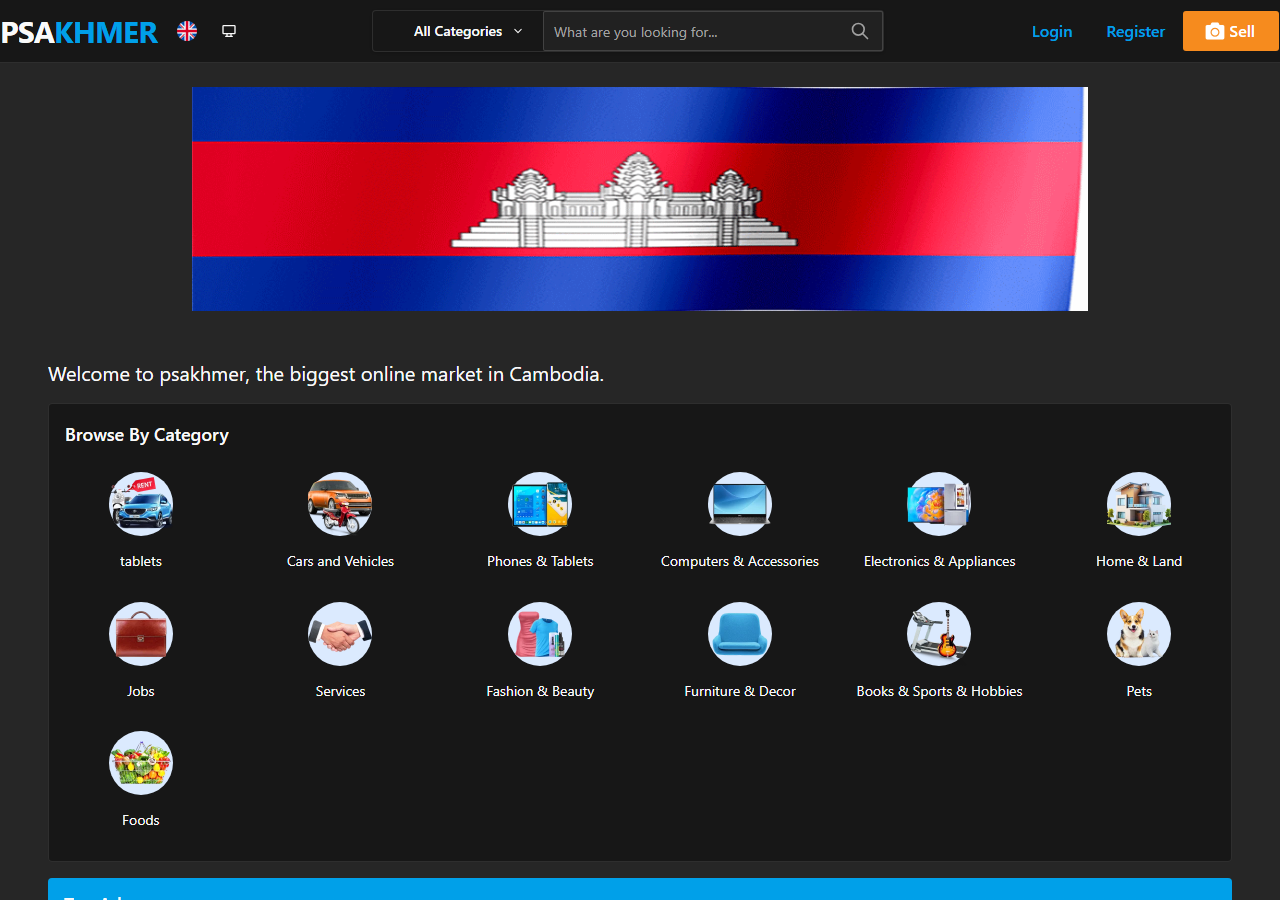 PSAKHMER
All Categories
What are you looking for...
Login
Register
Sell
Welcome to psakhmer, the biggest online market in Cambodia.
Browse By Category
RENT
tablets
Cars and Vehicles
Phones & Tablets
Computers & Accessories
Electronics & Appliances
Home & Land
Jobs
Services
Fashion & Beauty
Furniture & Decor
Books & Sports & Hobbies
Pets
Foods